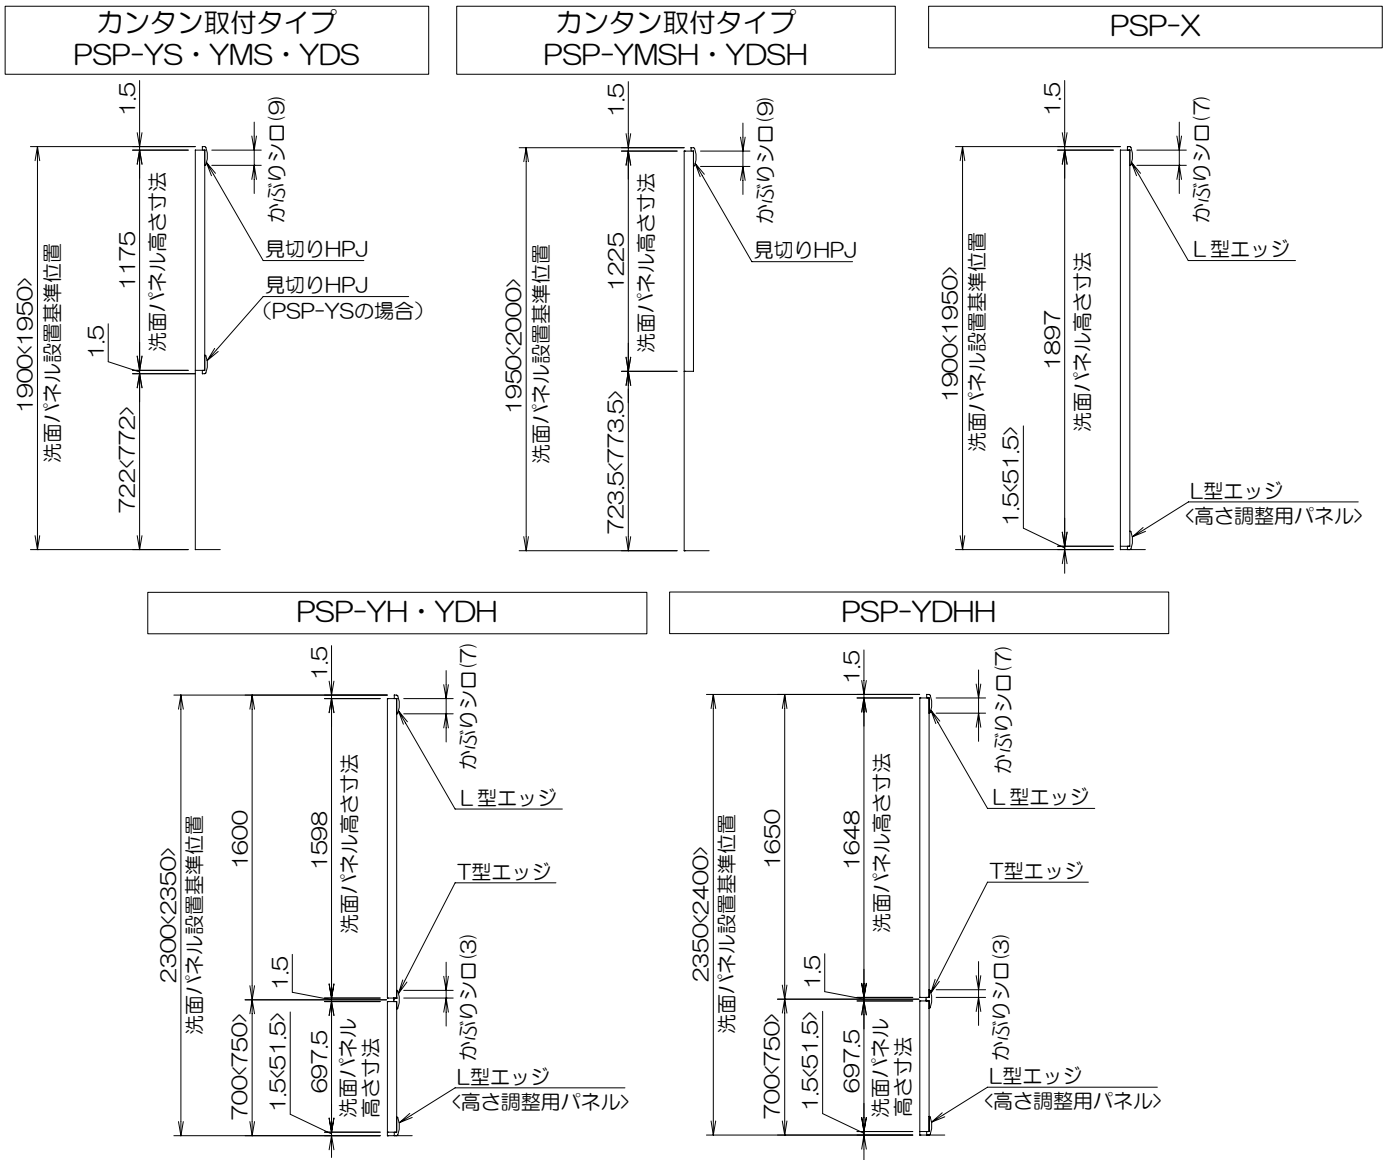 カンタン取付タイプ
PSP-YS・YMS・YDS
1.5
かぶりシロ(9)
1900<1950>
洗面パネル設置基準位置
1175
洗面パネル高さ寸法
見切りHPJ
見切りHPJ
(PSP-YSの場合)
1.5
722<772>
カンタン取付タイプ
PSP-YMSH・YDSH
1.5
かぶりシロ(9)
1950<2000>
洗面パネル設置基準位置
1225
洗面パネル高さ寸法
見切りHPJ
723.5<773.5>
PSP-X
1.5
かぶりシロ(7)
1900<1950>
洗面パネル設置基準位置
1897
洗面パネル高さ寸法
L型エッジ
1.5<51.5>
L型エッジ
<高さ調整用パネル>
PSP-YH・YDH
1.5
かぶりシロ(7)
2300<2350>
洗面パネル設置基準位置
1600
1598
洗面パネル高さ寸法
L型エッジ
T型エッジ
1.5
かぶりシロ(3)
700<750>
1.5<51.5>
697.5
洗面パネル
高さ寸法
L型エッジ
<高さ調整用パネル>
PSP-YDHH
1.5
かぶりシロ(7)
2350<2400>
洗面パネル設置基準位置
1650
1648
洗面パネル高さ寸法
L型エッジ
T型エッジ
1.5
かぶりシロ(3)
700<750>
1.5<51.5>
697.5
洗面パネル
高さ寸法
L型エッジ
<高さ調整用パネル>